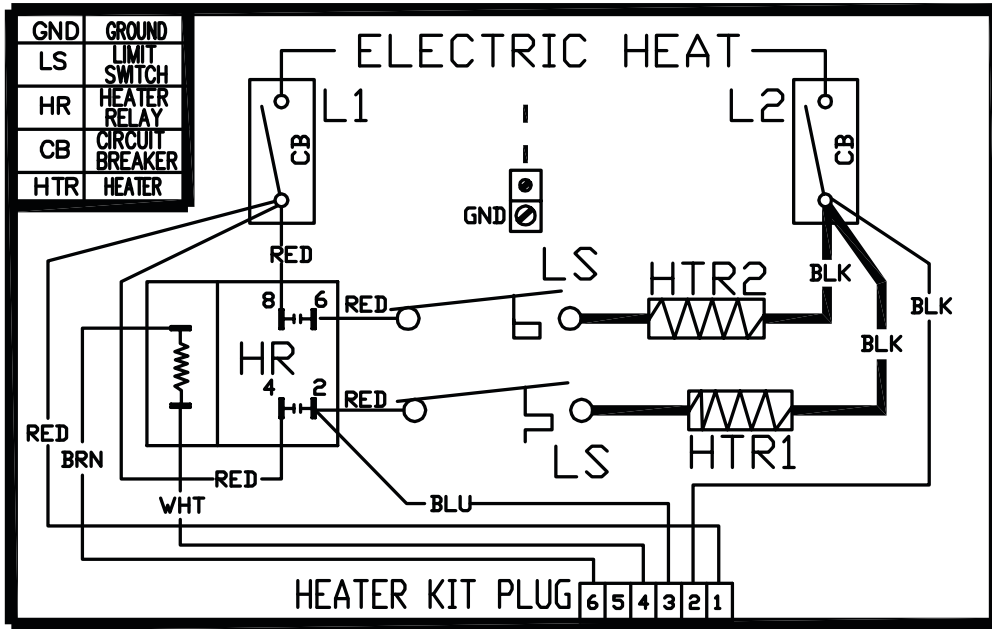 GND GROUND
LS LIMIT SWITCH
HR HEATER RELAY
CB CIRCUIT BREAKER
HTR HEATER
ELECTRIC HEAT
L1
L2
CB
CB
GND
RED
LS
HTR2
BLK
BLK
8
6
RED
HR
BLK
4
2
RED
RED
BRN
RED
LS
HTR1
WHT
BLU
HEATER KIT PLUG 6 5 4 3 2 1